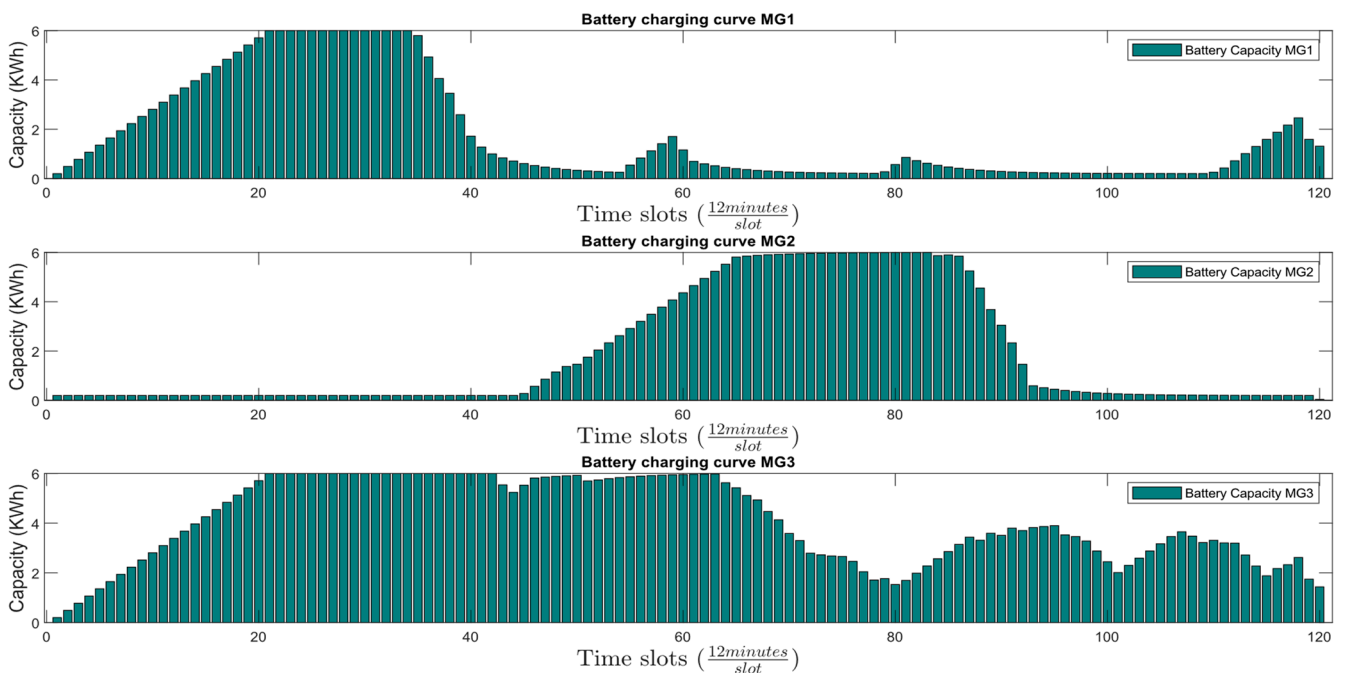 Battery charging curve MG1
Capacity (KWh)
6
4
2
0
Battery Capacity MG1
0 20 40 60 80 100 120
Time slots (12minutes/slot)
Battery charging curve MG2
Capacity (KWh)
6
4
2
0
Battery Capacity MG2
0 20 40 60 80 100 120
Time slots (12minutes/slot)
Battery charging curve MG3
Capacity (KWh)
6
4
2
0
Battery Capacity MG3
0 20 40 60 80 100 120
Time slots (12minutes/slot)